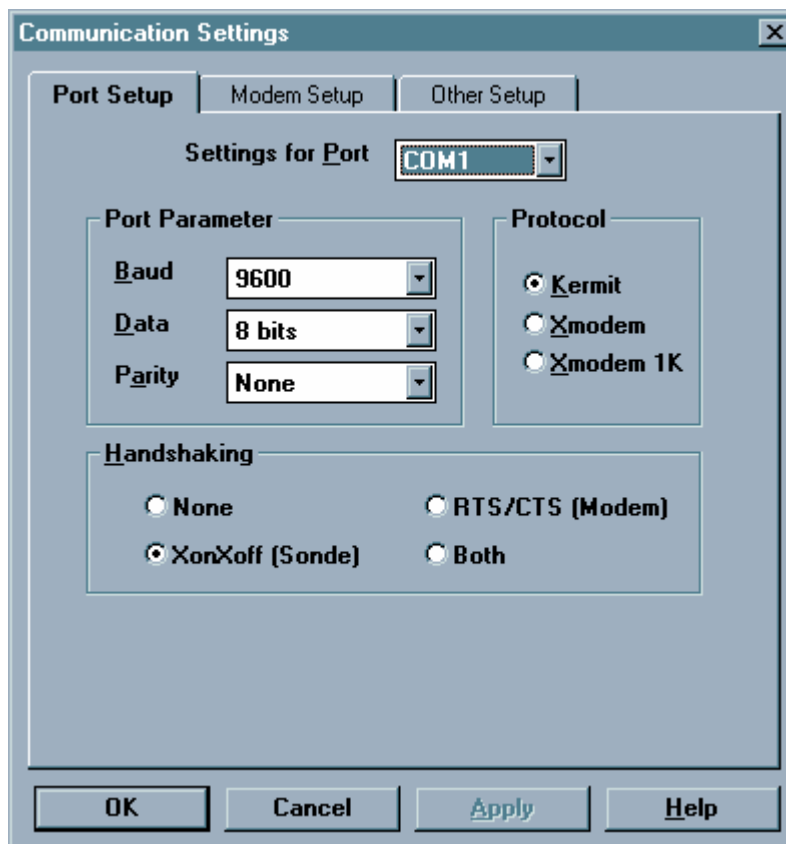 Communication Settings
Port Setup
Modem Setup
Other Setup
Settings for Port
COM1
Port Parameter
Baud
9600
Data
8 bits
Parity
None
Protocol
Kermit
Xmodem
Xmodem 1K
Handshaking
None
RTS/CTS (Modem)
XonXoff (Sonde)
Both
OK
Cancel
Apply
Help